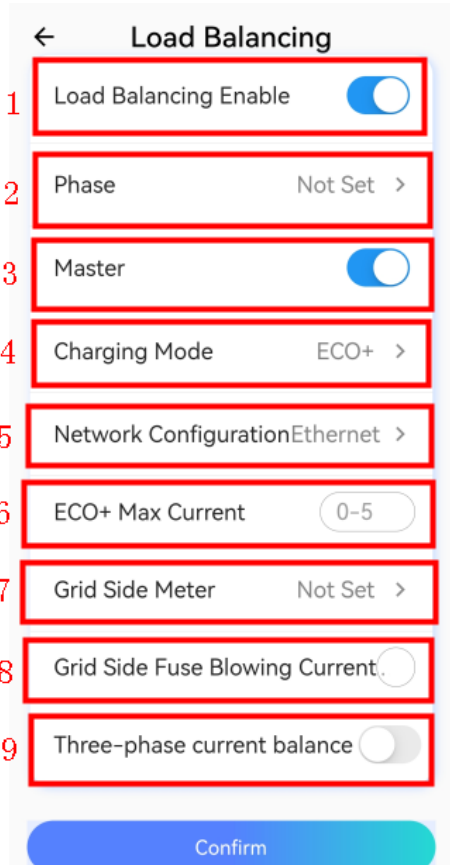 ← Load Balancing
1 Load Balancing Enable
2 Phase Not Set >
3 Master
4 Charging Mode ECO+ >
5 Network Configuration Ethernet >
6 ECO+ Max Current 0-5
7 Grid Side Meter Not Set >
8 Grid Side Fuse Blowing Current .
9 Three-phase current balance
Confirm